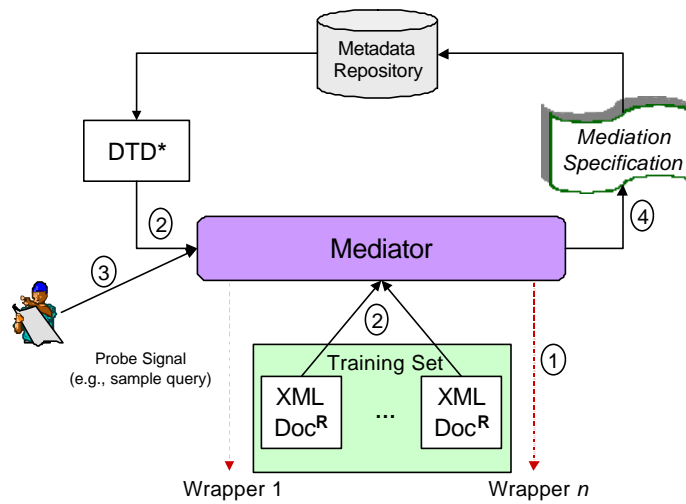 Metadata
Repository
DTD*
Mediation
Specification
2
4
Mediator
3
2
1
Probe Signal
(e.g., sample query)
Training Set
XML
DocR
...
XML
DocR
Wrapper 1
Wrapper n